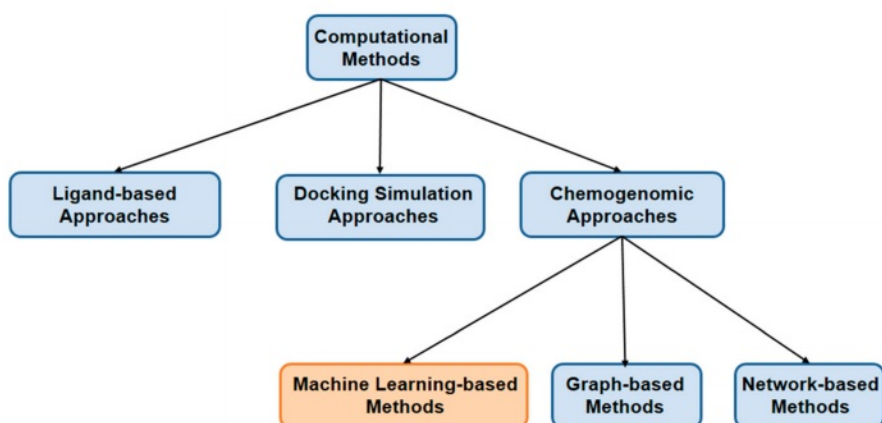 Computational
Methods
Ligand-based
Approaches
Docking Simulation
Approaches
Chemogenomic
Approaches
Machine Learning-based
Methods
Graph-based
Methods
Network-based
Methods